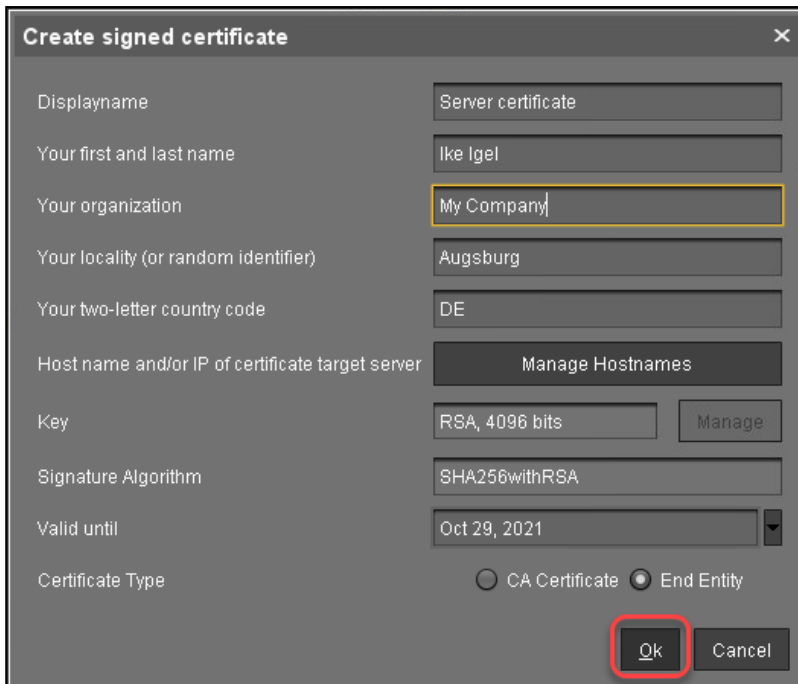 Create signed certificate
Displayname Server certificate
Your first and last name Ike Igel
Your organization My Company
Your locality (or random identifier) Augsburg
Your two-letter country code DE
Host name and/or IP of certificate target server Manage Hostnames
Key RSA, 4096 bits Manage
Signature Algorithm SHA256withRSA
Valid until Oct 29, 2021
Certificate Type CA Certificate End Entity
Ok Cancel